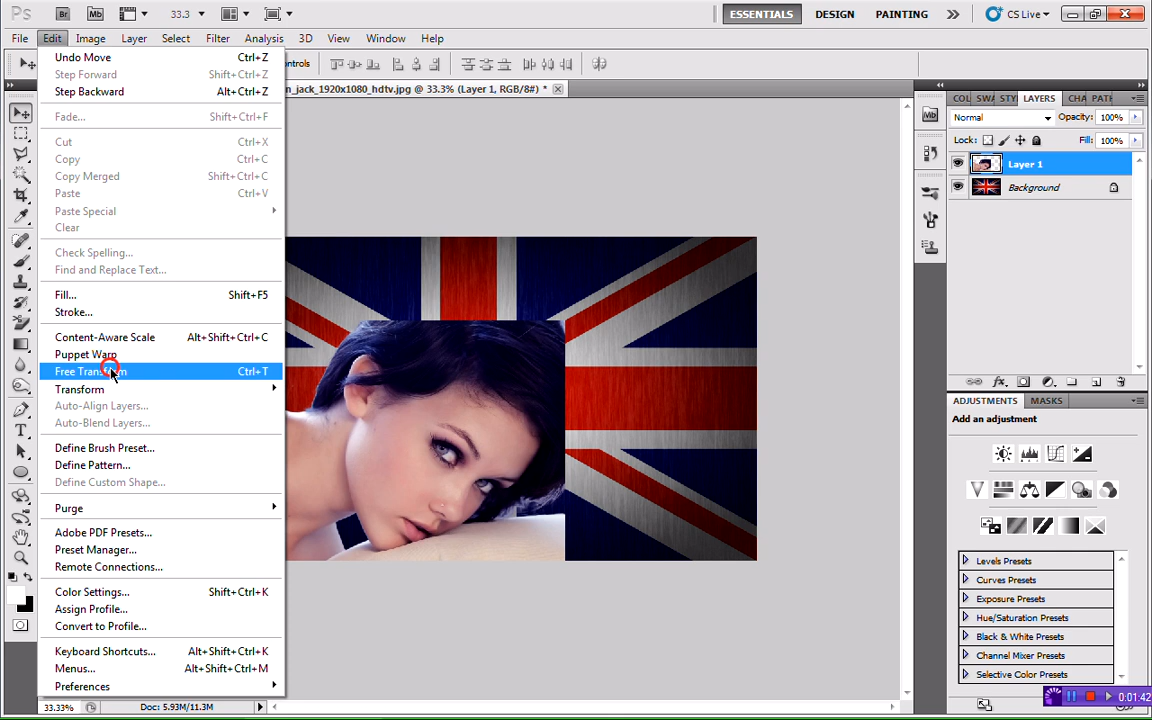 Ps Br Mb 33.3 ESSENTIALS DESIGN PAINTING CS Live
File Edit Image Layer Select Filter Analysis 3D View Window Help
Undo Move Ctrl+Z
Step Forward Shift+Ctrl+Z
Step Backward Alt+Ctrl+Z
Fade... Shift+Ctrl+F
Cut Ctrl+X
Copy Ctrl+C
Copy Merged Shift+Ctrl+C
Paste Ctrl+V
Paste Special
Clear
Check Spelling...
Find and Replace Text...
Fill... Shift+F5
Stroke...
Content-Aware Scale Alt+Shift+Ctrl+C
Puppet Warp
Free Transform Ctrl+T
Transform
Auto-Align Layers...
Auto-Blend Layers...
Define Brush Preset...
Define Pattern...
Define Custom Shape...
Purge
Adobe PDF Presets...
Preset Manager...
Remote Connections...
Color Settings... Shift+Ctrl+K
Assign Profile...
Convert to Profile...
Keyboard Shortcuts... Alt+Shift+Ctrl+K
Menus... Alt+Shift+Ctrl+M
Preferences
ontrols
n_jack_1920x1080_hdtv.jpg @ 33.3% (Layer 1, RGB/8#) *
33.33% Doc: 5.93M/11.3M
Mb
COL SWA STY LAYERS CHA PATH
Normal Opacity: 100%
Lock: Fill: 100%
Layer 1
Background
fx
ADJUSTMENTS MASKS
Add an adjustment
Levels Presets
Curves Presets
Exposure Presets
Hue/Saturation Presets
Black & White Presets
Channel Mixer Presets
Selective Color Presets
0:01:42